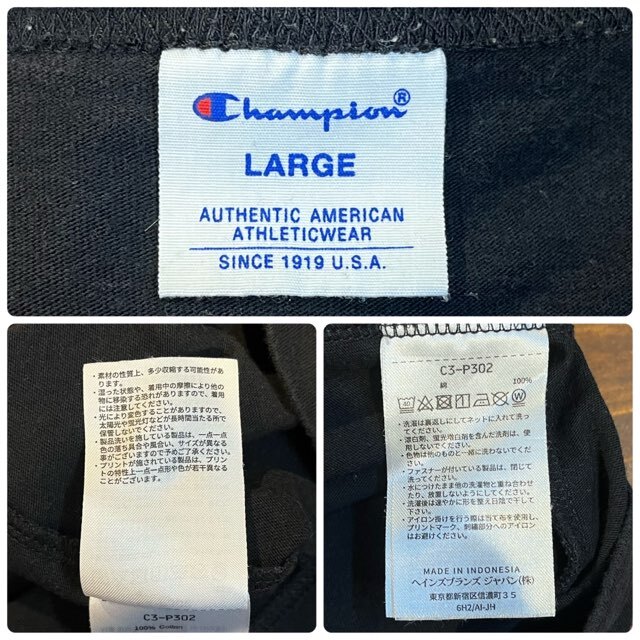 Champion®
LARGE
AUTHENTIC AMERICAN
ATHLETICWEAR
SINCE 1919 U.S.A.
・素材の性質上、多少収縮する可能性があ
ります。
・湿った状態や、着用中の摩擦により他の
物に移染する恐れがありますので、着用
には注意してください。
・光により変色することがありますので、
太陽光や蛍光灯などが長時間当たる所で
保管しないでください。
・製品洗いを施している製品は、一点一点
色の落ち具合や風合い、サイズが異なる
事がございますので予めご了承ください。
・プリントが施されている製品は、プリン
トの特性上一点一点形や色が若干異なる
ことがございます。
C3-P302
100% Cotton
C3-P302
綿 100%
40
W
・洗濯は裏返しにしてネットに入れて洗っ
てください。
・漂白剤、蛍光増白剤を含んだ洗剤は、使
用しないでください。
・色物は他のものと一緒に洗わないでくだ
さい。
・ファスナーが付いている製品は、閉じて
洗ってください。
・水につけたまま他の洗濯物と重ね合わせ
たり、放置しないようにしてください。
・洗濯後は速やかに形を整え日陰で干して
下さい。
・アイロン掛けを行う際は当て布を使用し、
プリントマーク、刺繍部分へのアイロン
はお避けください。
MADE IN INDONESIA
ヘインズブランズ ジャパン(株)
東京都新宿区信濃町35
6H2/AI-JH